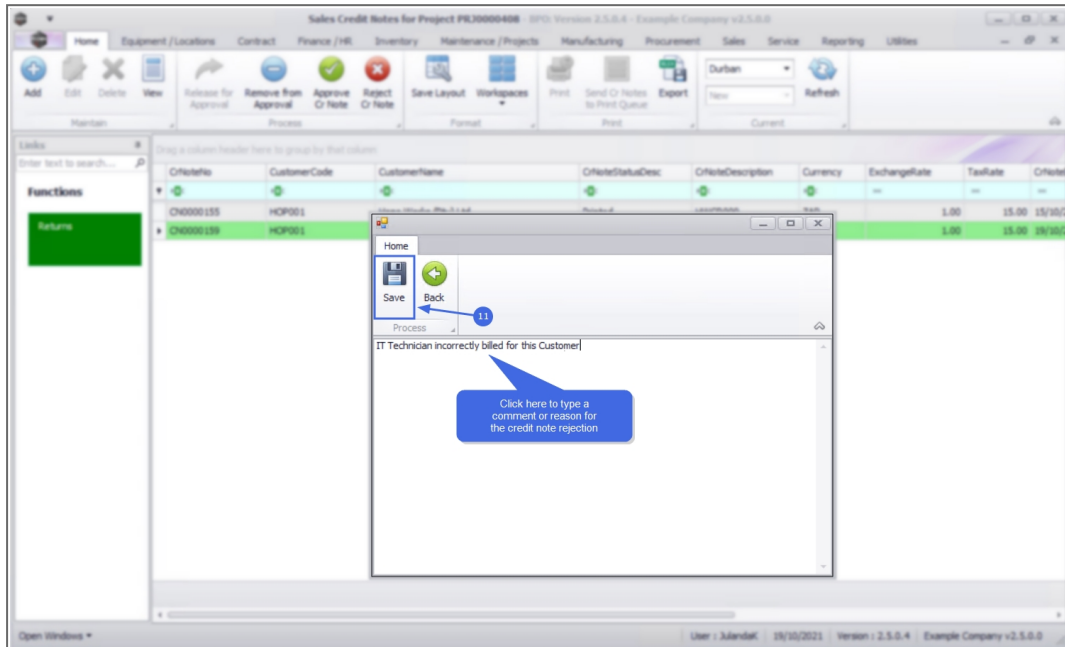 Sales Credit Notes for Project PRJ0000408 - BPO: Version 2.5.0.4 - Example Company v2.5.0.0
Home Equipment / Locations Contract Finance / HR Inventory Maintenance / Projects Manufacturing Procurement Sales Service Reporting Utilities
Add Edit Delete View Release for Approval Remove from Approval Approve Cr Note Reject Cr Note Save Layout Workspaces Print Send Cr Notes to Print Queue Export Durban New Refresh
Maintain Process Format Print Current
Links
Enter text to search...
Functions
Returns
Drag a column header here to group by that column
CrNoteNo CustomerCode CustomerName CrNoteStatusDesc CrNoteDescription Currency ExchangeRate TaxRate
CN0000155 HOP001 1.00 15.00 15/10/
CN0000159 HOP001 1.00 15.00 19/10/
Home
Save Back
11
Process
IT Technician incorrectly billed for this Customer
Click here to type a
comment or reason for
the credit note rejection
Open Windows
User : JulandaK 19/10/2021 Version : 2.5.0.4 Example Company v2.5.0.0